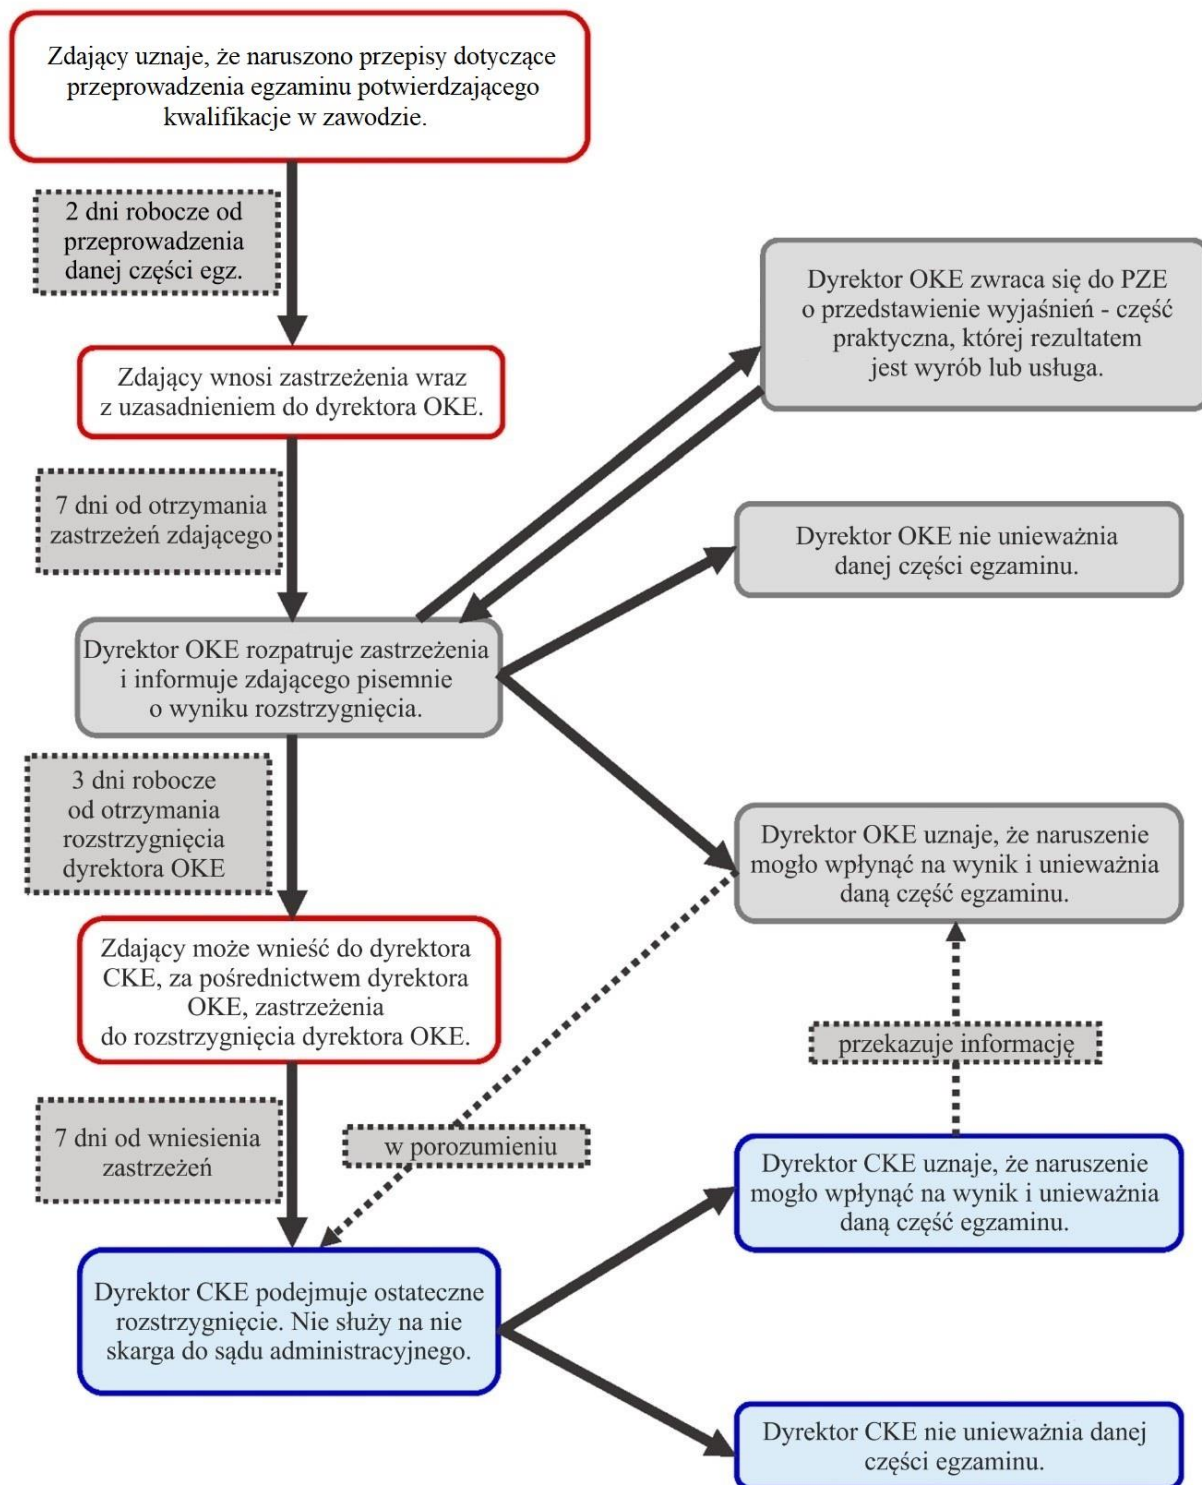 Zdający uznaje, że naruszono przepisy dotyczące
przeprowadzenia egzaminu potwierdzającego
kwalifikacje w zawodzie.
2 dni robocze od
przeprowadzenia
danej części egz.
Dyrektor OKE zwraca się do PZE
o przedstawienie wyjaśnień - część
praktyczna, której rezultatem
jest wyrób lub usługa.
Zdający wnosi zastrzeżenia wraz
z uzasadnieniem do dyrektora OKE.
7 dni od otrzymania
zastrzeżeń zdającego
Dyrektor OKE nie unieważnia
danej części egzaminu.
Dyrektor OKE rozpatruje zastrzeżenia
i informuje zdającego pisemnie
o wyniku rozstrzygnięcia.
3 dni robocze
od otrzymania
rozstrzygnięcia
dyrektora OKE
Dyrektor OKE uznaje, że naruszenie
mogło wpłynąć na wynik i unieważnia
daną część egzaminu.
Zdający może wnieść do dyrektora
CKE, za pośrednictwem dyrektora
OKE, zastrzeżenia
do rozstrzygnięcia dyrektora OKE.
przekazuje informację
7 dni od wniesienia
zastrzeżeń
w porozumieniu
Dyrektor CKE uznaje, że naruszenie
mogło wpłynąć na wynik i unieważnia
daną część egzaminu.
Dyrektor CKE podejmuje ostateczne
rozstrzygnięcie. Nie służy na nie
skarga do sądu administracyjnego.
Dyrektor CKE nie unieważnia danej
części egzaminu.